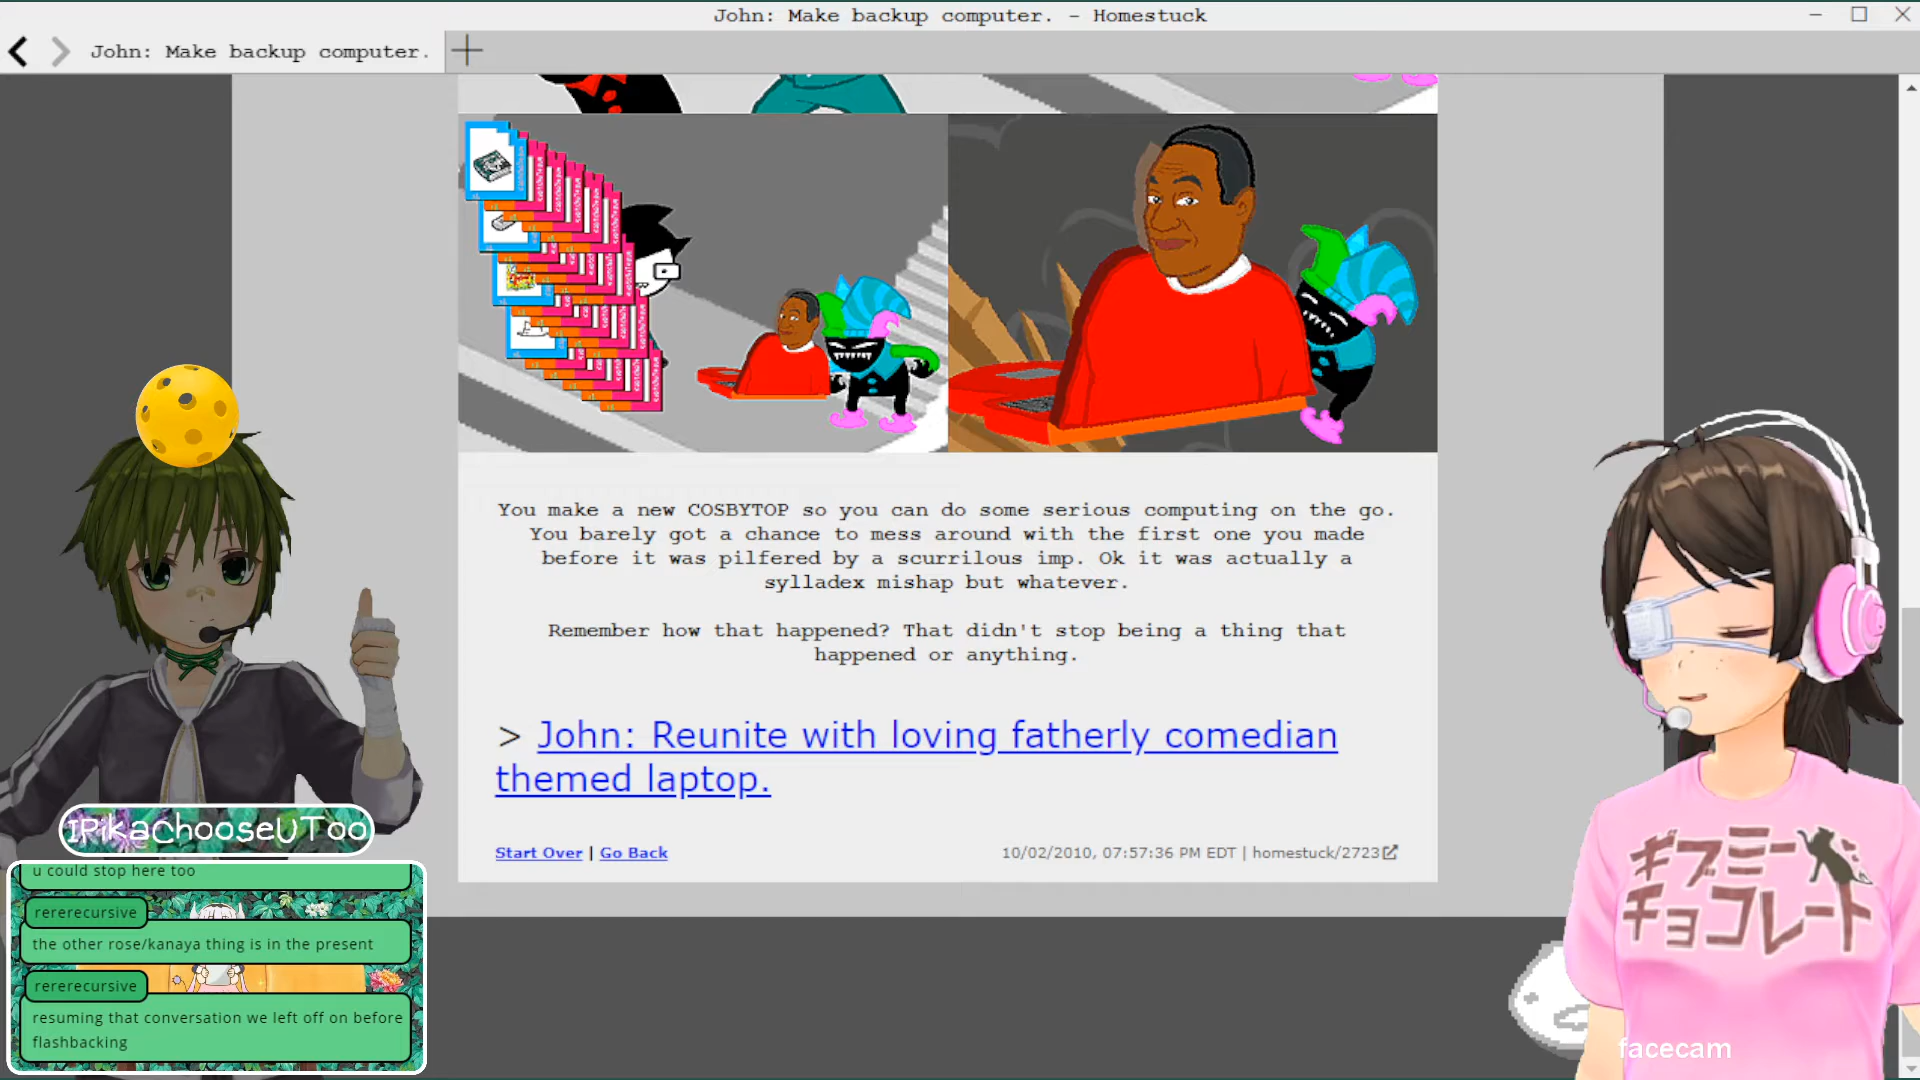 John: Make backup computer. - Homestuck
John: Make backup computer.
You make a new COSBYTOP so you can do some serious computing on the go.
You barely got a chance to mess around with the first one you made
before it was pilfered by a scurrilous imp. Ok it was actually a
sylladex mishap but whatever.
Remember how that happened? That didn't stop being a thing that
happened or anything.
> John: Reunite with loving fatherly comedian
themed laptop.
Start Over | Go Back
10/02/2010, 07:57:36 PM EDT | homestuck/2723
IPikachooseUToo
u could stop here too
rererecursive
the other rose/kanaya thing is in the present
rererecursive
resuming that conversation we left off on before
flashbacking
ギブミー
チョコレート
facecam